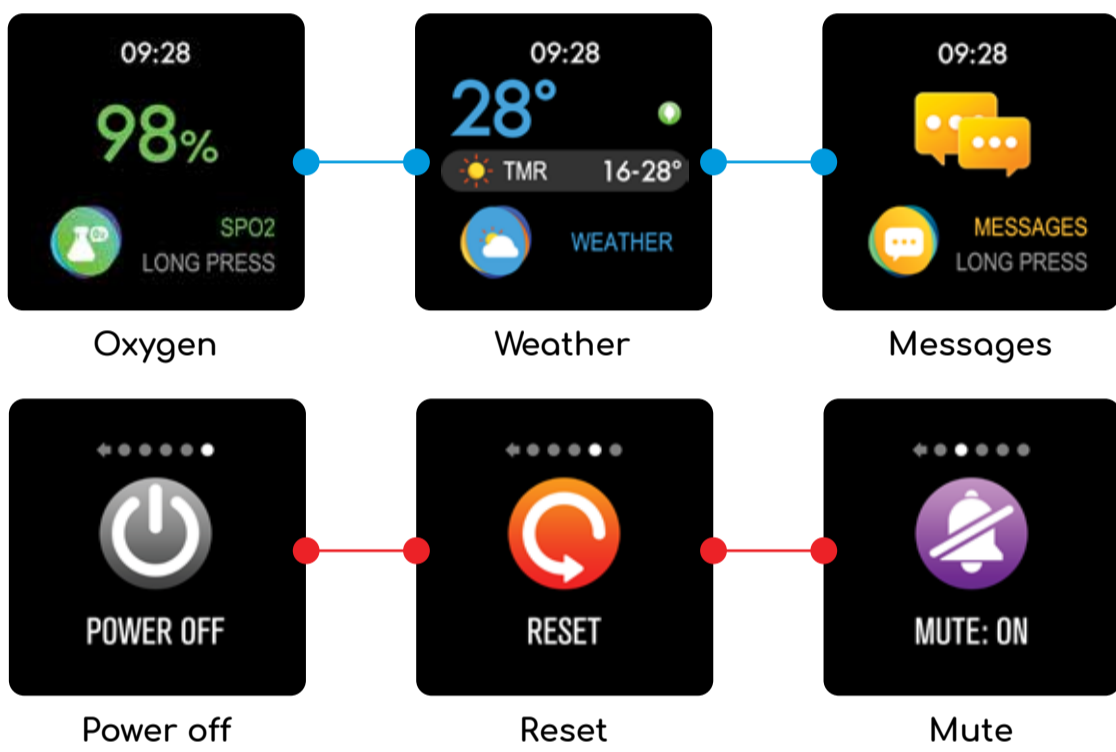 09:28
98%
SPO2
LONG PRESS
Oxygen
09:28
28°
TMR 16-28°
WEATHER
Weather
09:28
MESSAGES
LONG PRESS
Messages
POWER OFF
Power off
RESET
Reset
MUTE: ON
Mute